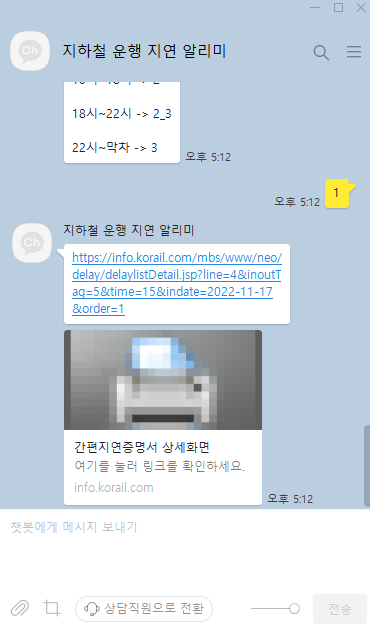 Ch
지하철 운행 지연 알리미
18시~22시 -> 2_3
22시~막차 -> 3
오후 5:12
오후 5:12
1
Ch
지하철 운행 지연 알리미
https://info.korail.com/mbs/www/neo/
delay/delaylistDetail.jsp?line=4&inoutT
ag=5&time=15&indate=2022-11-17
&order=1
간편지연증명서 상세화면
여기를 눌러 링크를 확인하세요.
info.korail.com
오후 5:12
챗봇에게 메시지 보내기
상담직원으로 전환
전송